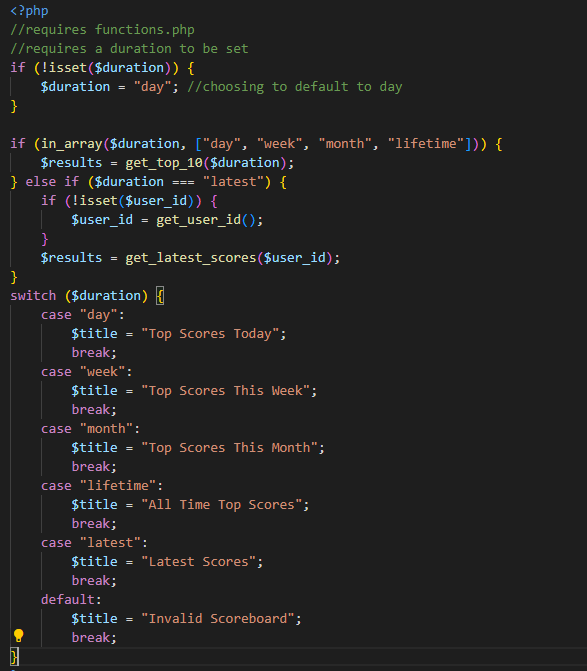 <?php
//requires functions.php
//requires a duration to be set
if (!isset($duration)) {
    $duration = "day"; //choosing to default to day
}

if (in_array($duration, ["day", "week", "month", "lifetime"])) {
    $results = get_top_10($duration);
} else if ($duration === "latest") {
    if (!isset($user_id)) {
        $user_id = get_user_id();
    }
    $results = get_latest_scores($user_id);
}
switch ($duration) {
    case "day":
        $title = "Top Scores Today";
        break;
    case "week":
        $title = "Top Scores This Week";
        break;
    case "month":
        $title = "Top Scores This Month";
        break;
    case "lifetime":
        $title = "All Time Top Scores";
        break;
    case "latest":
        $title = "Latest Scores";
        break;
    default:
        $title = "Invalid Scoreboard";
        break;
}